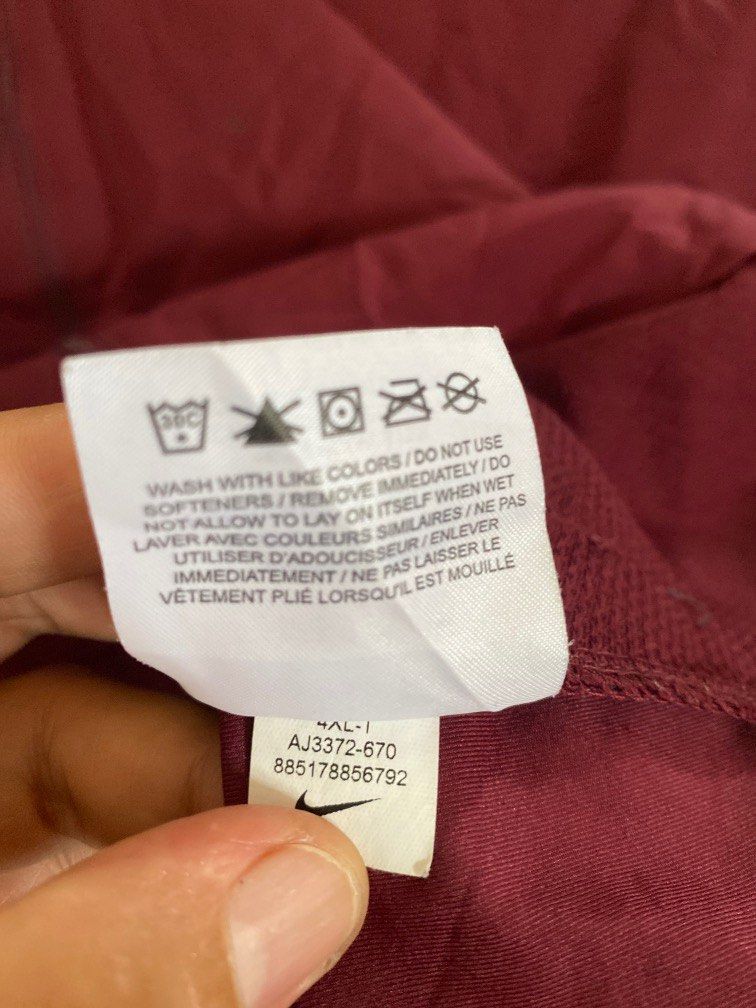 30C
WASH WITH LIKE COLORS / DO NOT USE
SOFTENERS / REMOVE IMMEDIATELY / DO
NOT ALLOW TO LAY ON ITSELF WHEN WET
LAVER AVEC COULEURS SIMILAIRES / NE PAS
UTILISER D'ADOUCISSEUR / ENLEVER
IMMEDIATEMENT / NE PAS LAISSER LE
VÊTEMENT PLIÉ LORSQU'IL EST MOUILLÉ
AJ3372-670
885178856792